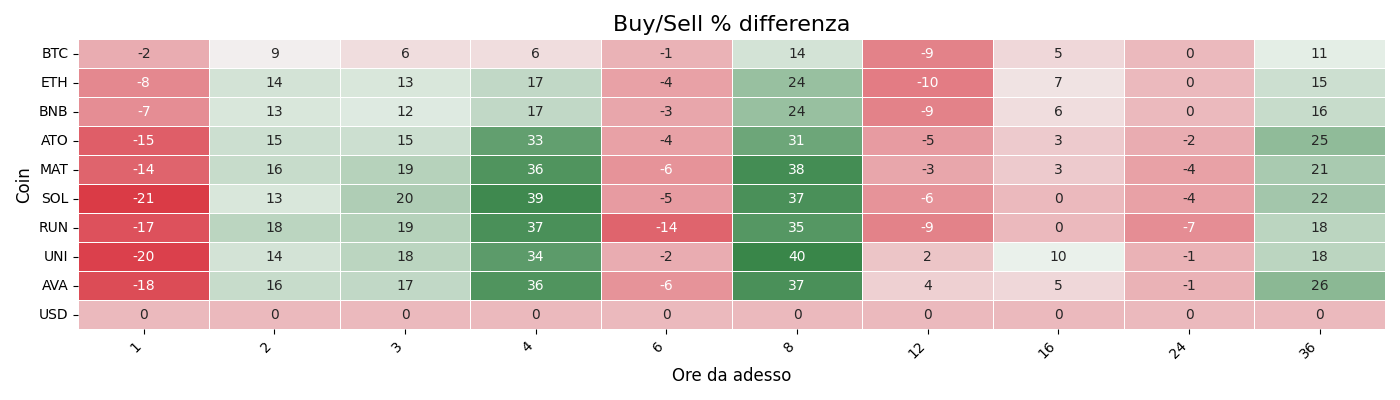 Buy/Sell % differenza
Coin
BTC -2 9 6 6 -1 14 -9 5 0 11
ETH -8 14 13 17 -4 24 -10 7 0 15
BNB -7 13 12 17 -3 24 -9 6 0 16
ATO -15 15 15 33 -4 31 -5 3 -2 25
MAT -14 16 19 36 -6 38 -3 3 -4 21
SOL -21 13 20 39 -5 37 -6 0 -4 22
RUN -17 18 19 37 -14 35 -9 0 -7 18
UNI -20 14 18 34 -2 40 2 10 -1 18
AVA -18 16 17 36 -6 37 4 5 -1 26
USD 0 0 0 0 0 0 0 0 0 0
1 2 3 4 6 8 12 16 24 36
Ore da adesso